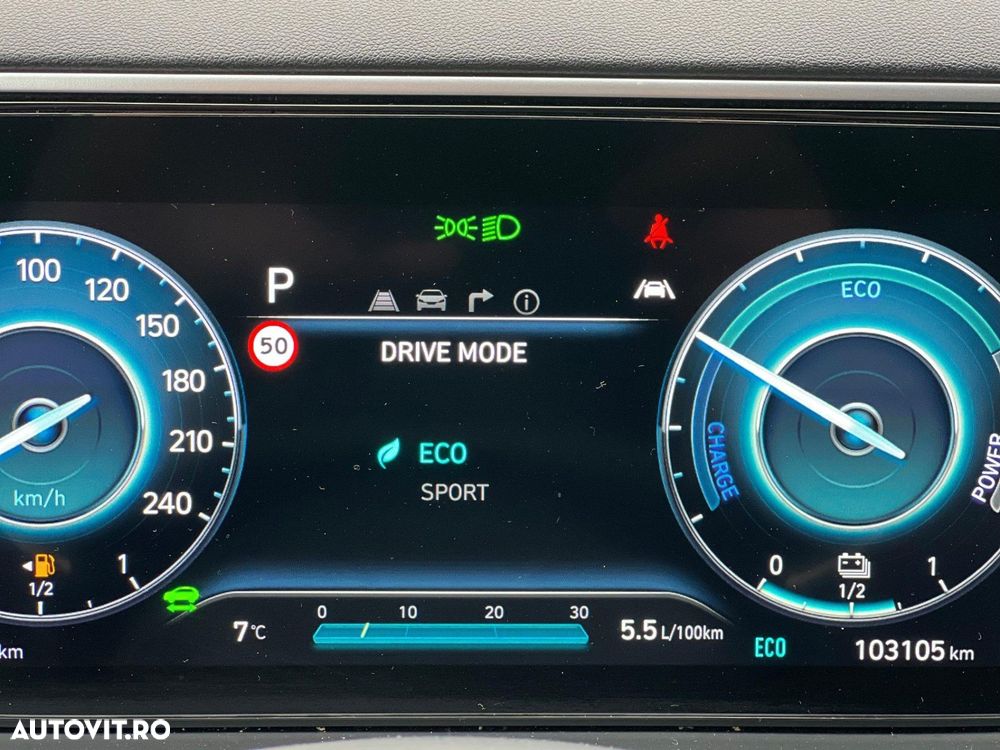 100
120
150
180
210
240
km/h
1
1/2
km
P
50
DRIVE MODE
ECO
SPORT
ECO
CHARGE
POWER
0
1
1/2
7°C
0 10 20 30
5.5 L/100km
ECO
103105 km
AUTOVIT.RO